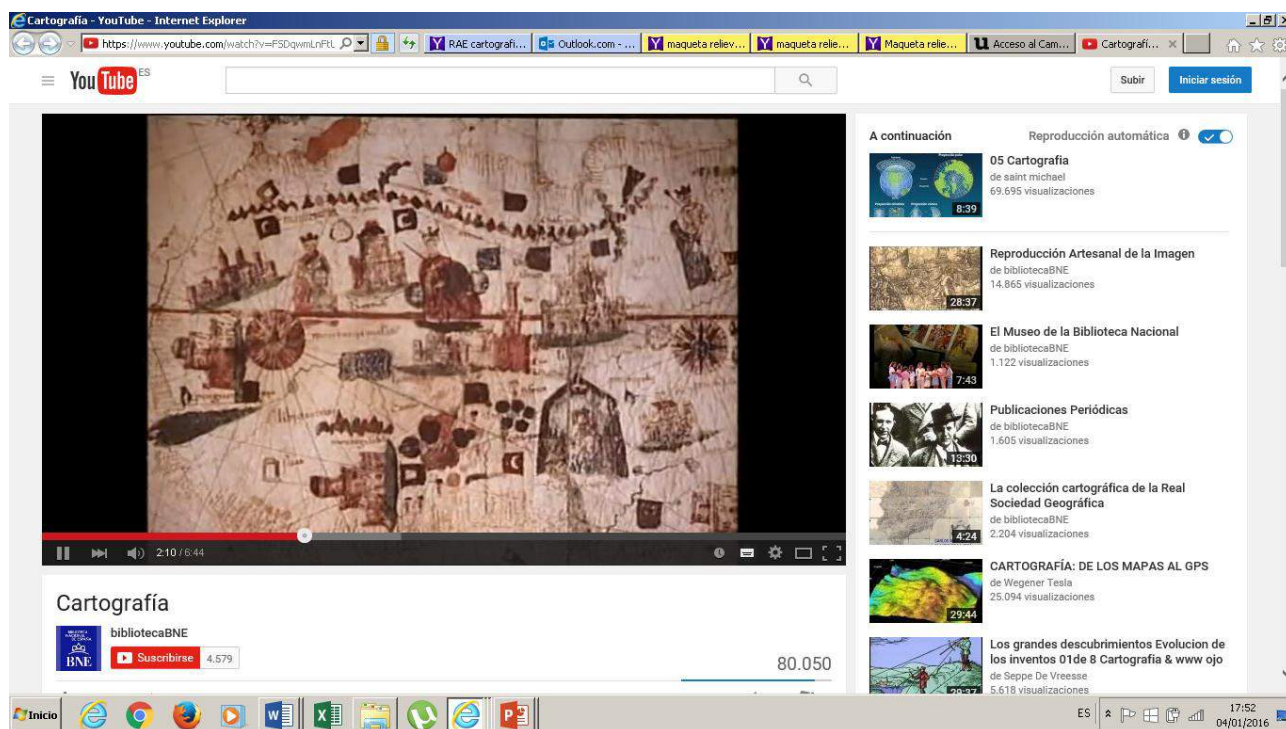 Cartografía - YouTube - Internet Explorer
https://www.youtube.com/watch?v=FSDqwmLnFtL
RAE cartografi...
Outlook.com - ...
maqueta reliev...
maqueta relie...
Maqueta relie...
Acceso al Cam...
Cartografí...
YouTube ES
Subir
Iniciar sesión
2:10 / 6:44
Cartografía
BNE
bibliotecaBNE
Suscribirse 4.579
80.050
A continuación
Reproducción automática
8:39
05 Cartografia
de saint michael
69.695 visualizaciones
28:37
Reproducción Artesanal de la Imagen
de bibliotecaBNE
14.865 visualizaciones
7:43
El Museo de la Biblioteca Nacional
de bibliotecaBNE
1.122 visualizaciones
13:30
Publicaciones Periódicas
de bibliotecaBNE
1.605 visualizaciones
4:24
La colección cartográfica de la Real
Sociedad Geográfica
de bibliotecaBNE
2.204 visualizaciones
29:44
CARTOGRAFÍA: DE LOS MAPAS AL GPS
de Wegener Tesla
25.094 visualizaciones
29:37
Los grandes descubrimientos Evolucion de
los inventos 01de 8 Cartografia & www ojo
de Seppe De Vreesse
5.618 visualizaciones
Inicio
ES
17:52
04/01/2016